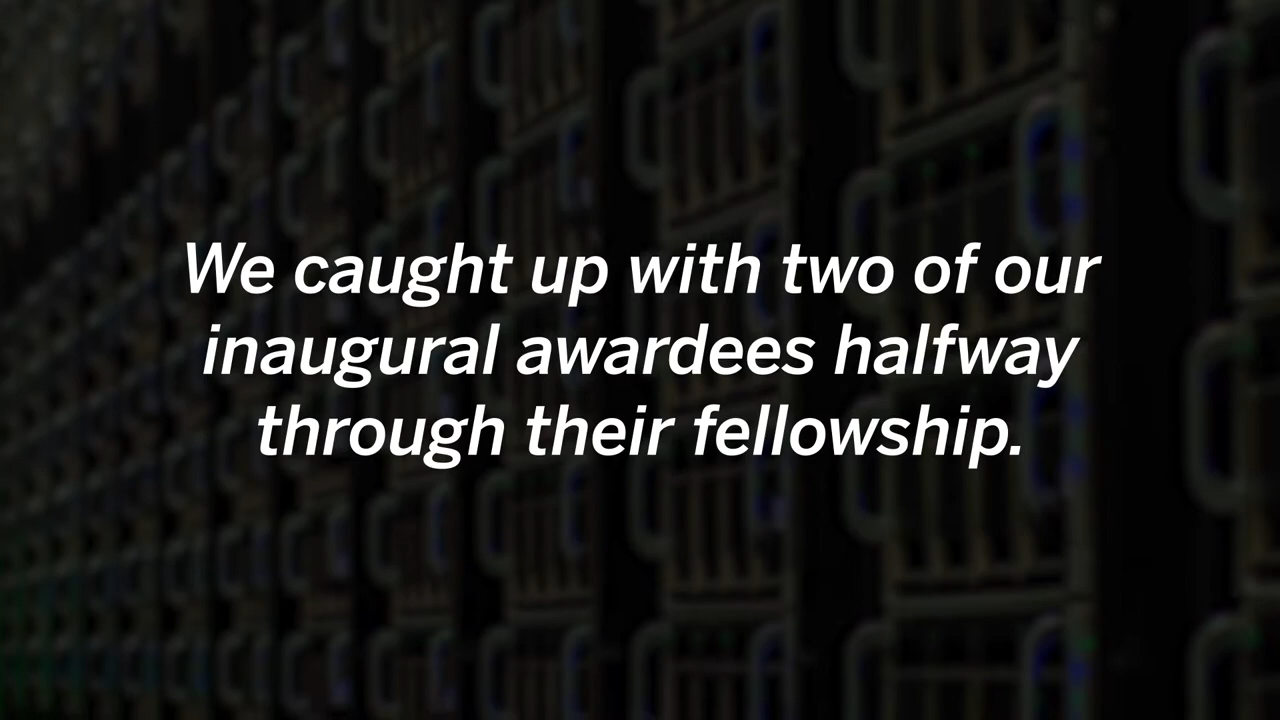 We caught up with two of our
inaugural awardees halfway
through their fellowship.